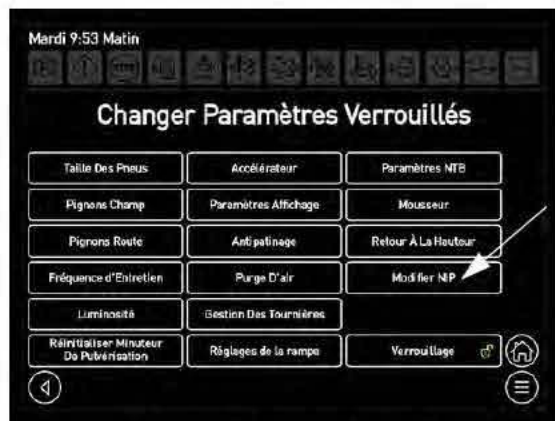 Mardi 9:53 Matin
Changer Paramètres Verrouillés
Taille Des Pneus
Accélérateur
Paramètres NTB
Pignons Champ
Paramètres Affichage
Mousseur
Pignons Route
Antipatinage
Retour À La Hauteur
Fréquence d'Entretien
Purge D'air
Modifier NIP
Luminosité
Gestion Des Tournières
Réinitialiser Minuteur
De Pulvérisation
Réglages de la rampe
Verrouillage